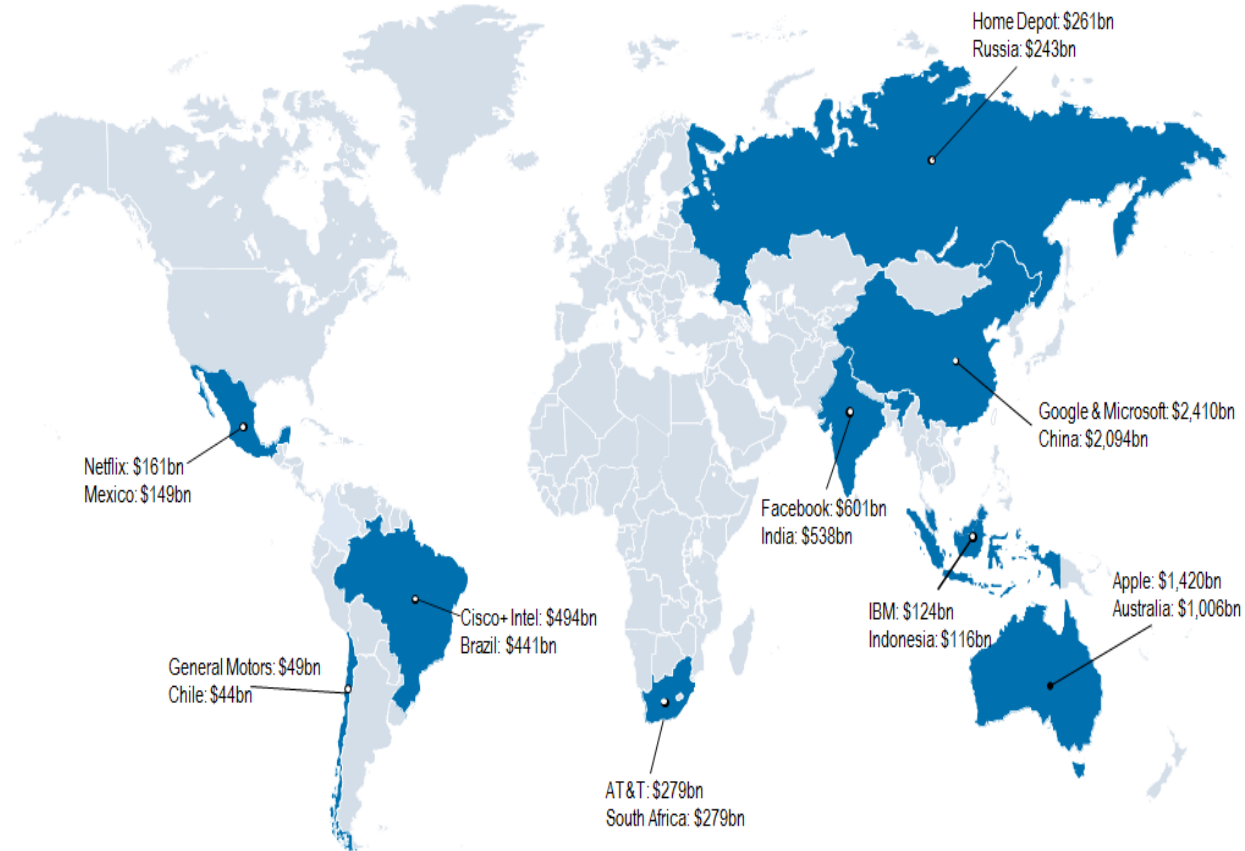 Home Depot: $261bn
Russia: $243bn
Google & Microsoft: $2,410bn
China: $2,094bn
Netflix: $161bn
Mexico: $149bn
Facebook: $601bn
India: $538bn
Apple: $1,420bn
Australia: $1,006bn
IBM: $124bn
Indonesia: $116bn
Cisco+ Intel: $494bn
Brazil: $441bn
General Motors: $49bn
Chile: $44bn
AT&T: $279bn
South Africa: $279bn